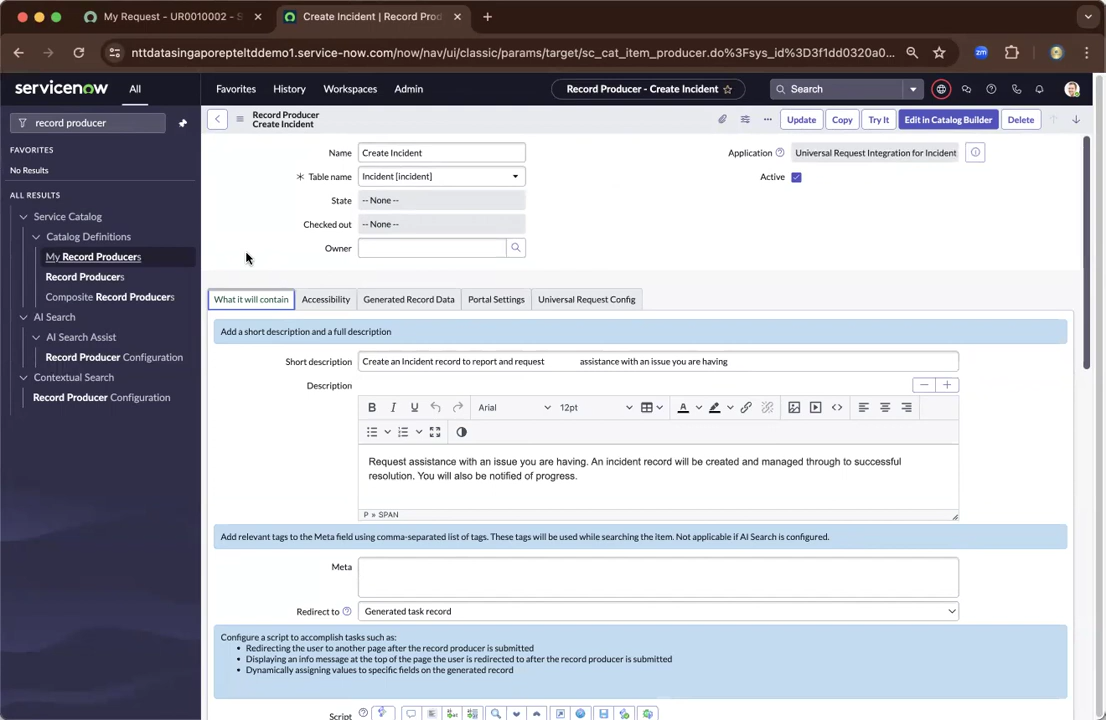 My Request - UR0010002 - S
Create Incident | Record Prod
nttdatasingaporepteltddemo1.service-now.com/now/nav/ui/classic/params/target/sc_cat_item_producer.do%3Fsys_id%3D3f1dd0320a0...
servicenow
All
Favorites
History
Workspaces
Admin
Record Producer - Create Incident
Search
record producer
FAVORITES
No Results
ALL RESULTS
Service Catalog
Catalog Definitions
My Record Producers
Record Producers
Composite Record Producers
AI Search
AI Search Assist
Record Producer Configuration
Contextual Search
Record Producer Configuration
Record Producer
Create Incident
Update
Copy
Try It
Edit in Catalog Builder
Delete
Name
Create Incident
Application
Universal Request Integration for Incident
Table name
Incident [incident]
Active
State
-- None --
Checked out
-- None --
Owner
What it will contain
Accessibility
Generated Record Data
Portal Settings
Universal Request Config
Add a short description and a full description
Short description
Create an Incident record to report and request assistance with an issue you are having
Description
Arial
12pt
Request assistance with an issue you are having. An incident record will be created and managed through to successful
resolution. You will also be notified of progress.
P » SPAN
Add relevant tags to the Meta field using comma-separated list of tags. These tags will be used while searching the item. Not applicable if AI Search is configured.
Meta
Redirect to
Generated task record
Configure a script to accomplish tasks such as:
• Redirecting the user to another page after the record producer is submitted
• Displaying an info message at the top of the page the user is redirected to after the record producer is submitted
• Dynamically assigning values to specific fields on the generated record
Script